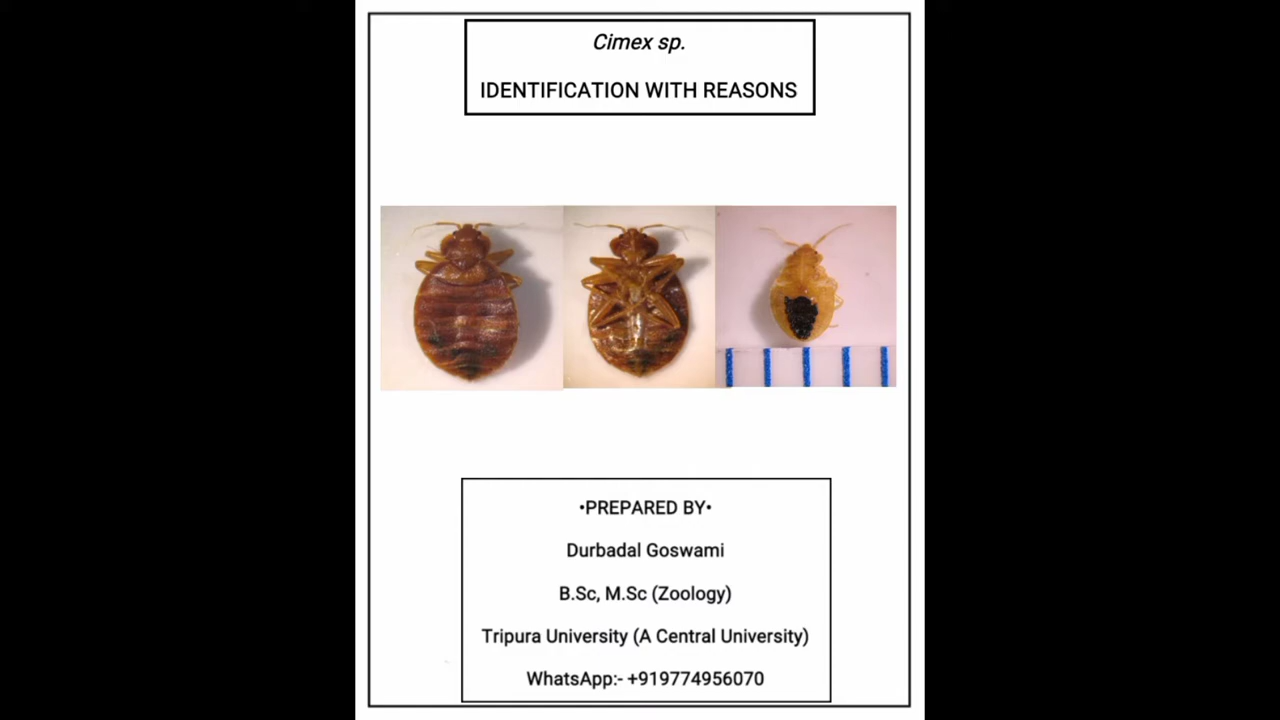 Cimex sp.
IDENTIFICATION WITH REASONS
•PREPARED BY•
Durbadal Goswami
B.Sc, M.Sc (Zoology)
Tripura University (A Central University)
WhatsApp:- +919774956070